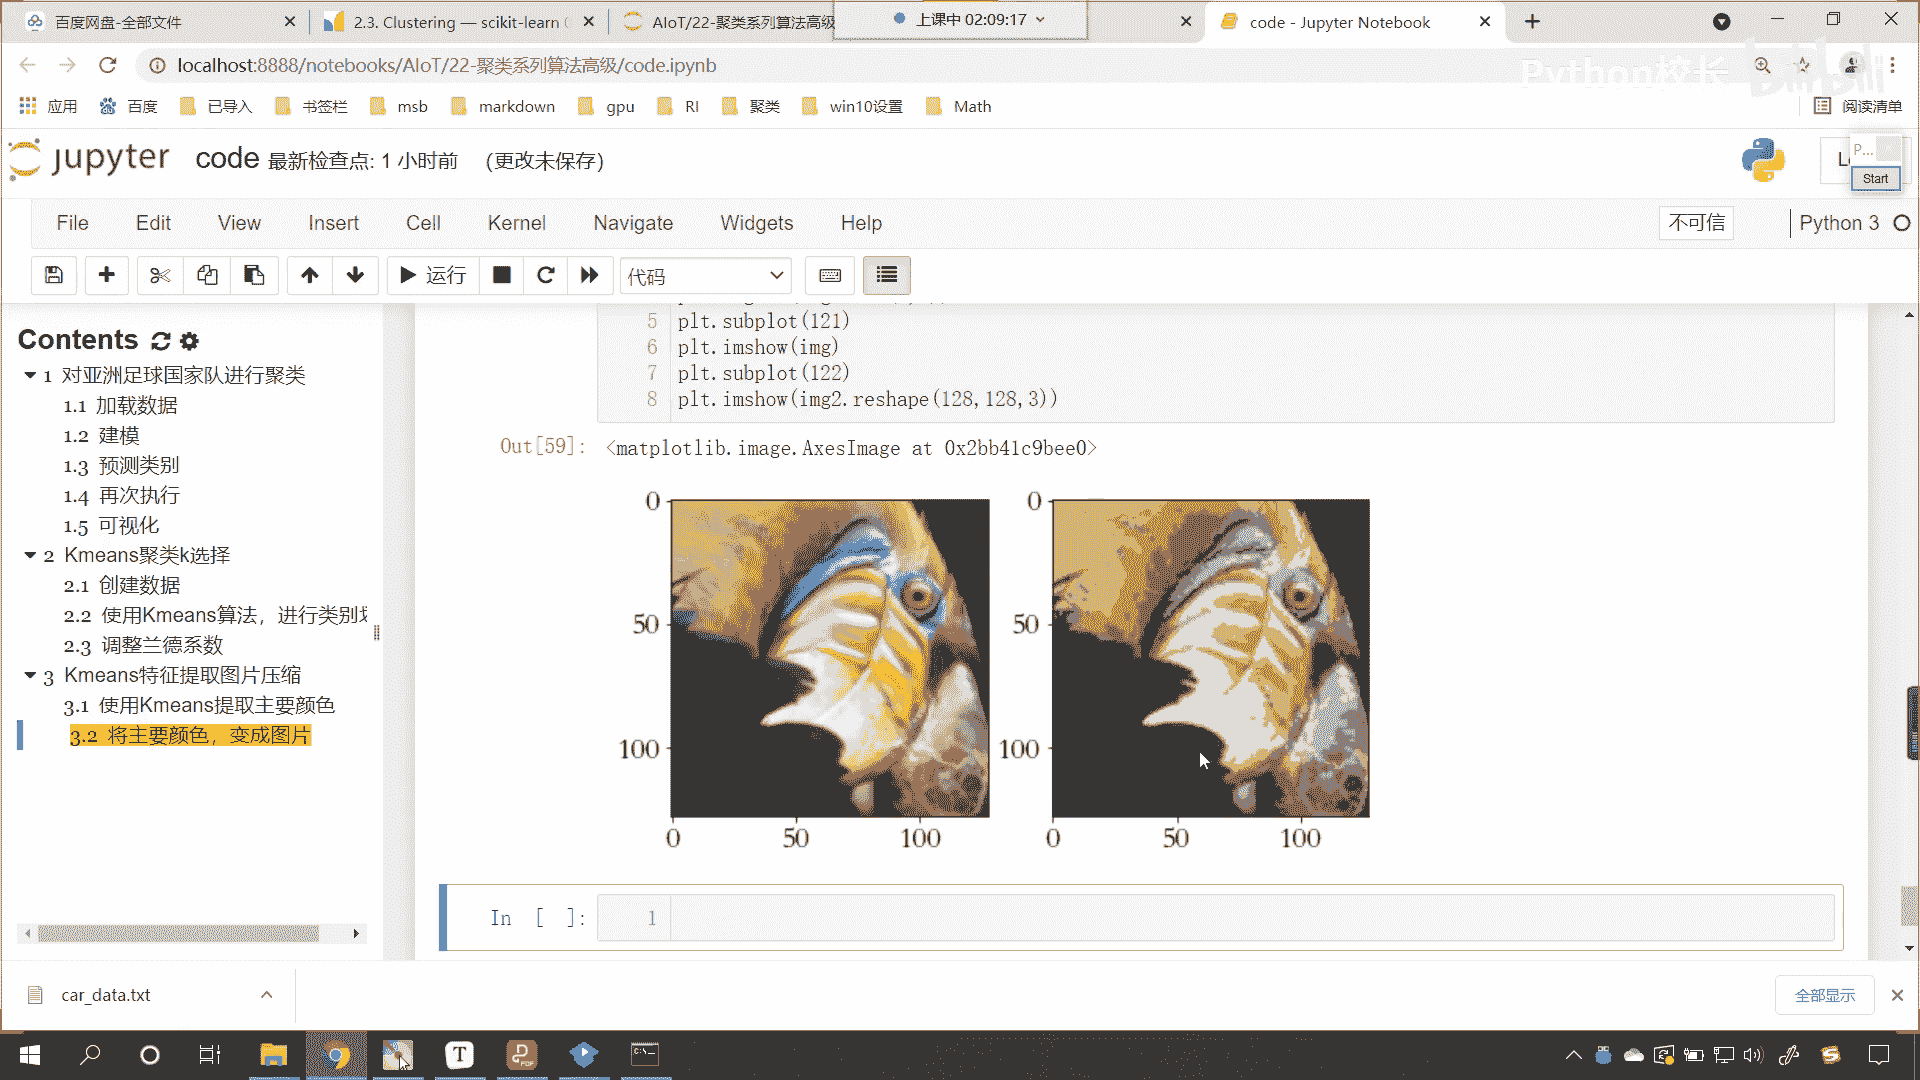 百度网盘-全部文件
2.3. Clustering — scikit-learn
AIoT/22-聚类系列算法高级
上课中 02:09:17
code - Jupyter Notebook
localhost:8888/notebooks/AIoT/22-聚类系列算法高级/code.ipynb
Python校长
bilibili
应用
百度
已导入
书签栏
msb
markdown
gpu
RI
聚类
win10设置
Math
阅读清单
jupyter
code 最新检查点: 1 小时前 (更改未保存)
P...
Start
File Edit View Insert Cell Kernel Navigate Widgets Help
不可信
Python 3
运行
代码
Contents
1 对亚洲足球国家队进行聚类
1.1 加载数据
1.2 建模
1.3 预测类别
1.4 再次执行
1.5 可视化
2 Kmeans聚类k选择
2.1 创建数据
2.2 使用Kmeans算法，进行类别
2.3 调整兰德系数
3 Kmeans特征提取图片压缩
3.1 使用Kmeans提取主要颜色
3.2 将主要颜色，变成图片
5 plt.subplot(121)
6 plt.imshow(img)
7 plt.subplot(122)
8 plt.imshow(img2.reshape(128,128,3))
Out[59]: <matplotlib.image.AxesImage at 0x2bb41c9bee0>
0
50
100
0 50 100
0
50
100
0 50 100
In [ ]: 1
car_data.txt
全部显示